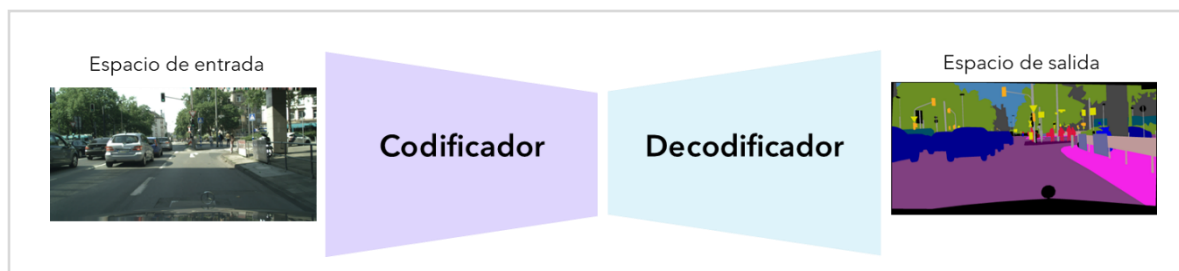 Espacio de entrada
Codificador
Decodificador
Espacio de salida